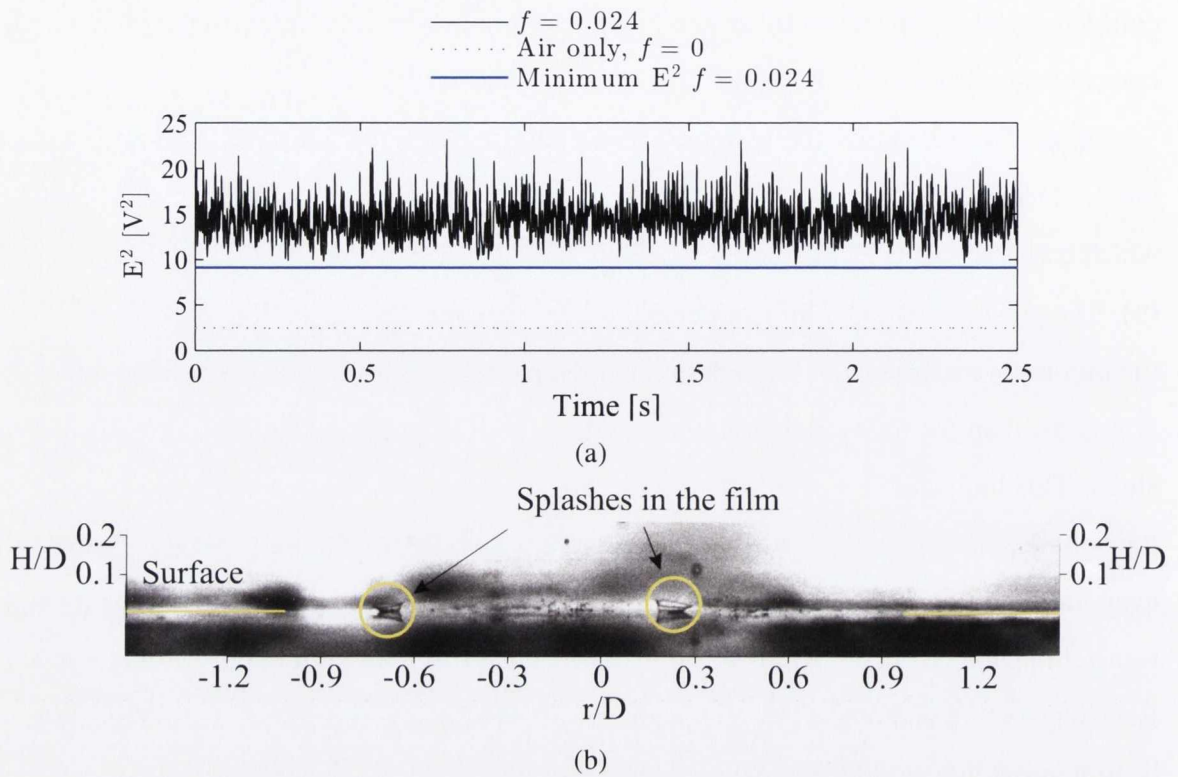 f = 0.024
Air only, f = 0
Minimum E² f = 0.024
25
20
15
10
5
0
E² [V²]
0 0.5 1 1.5 2 2.5
Time [s]
(a)
Splashes in the film
0.2 0.2
H/D H/D
0.1 0.1
Surface
-1.2 -0.9 -0.6 -0.3 0 0.3 0.6 0.9 1.2
r/D
(b)